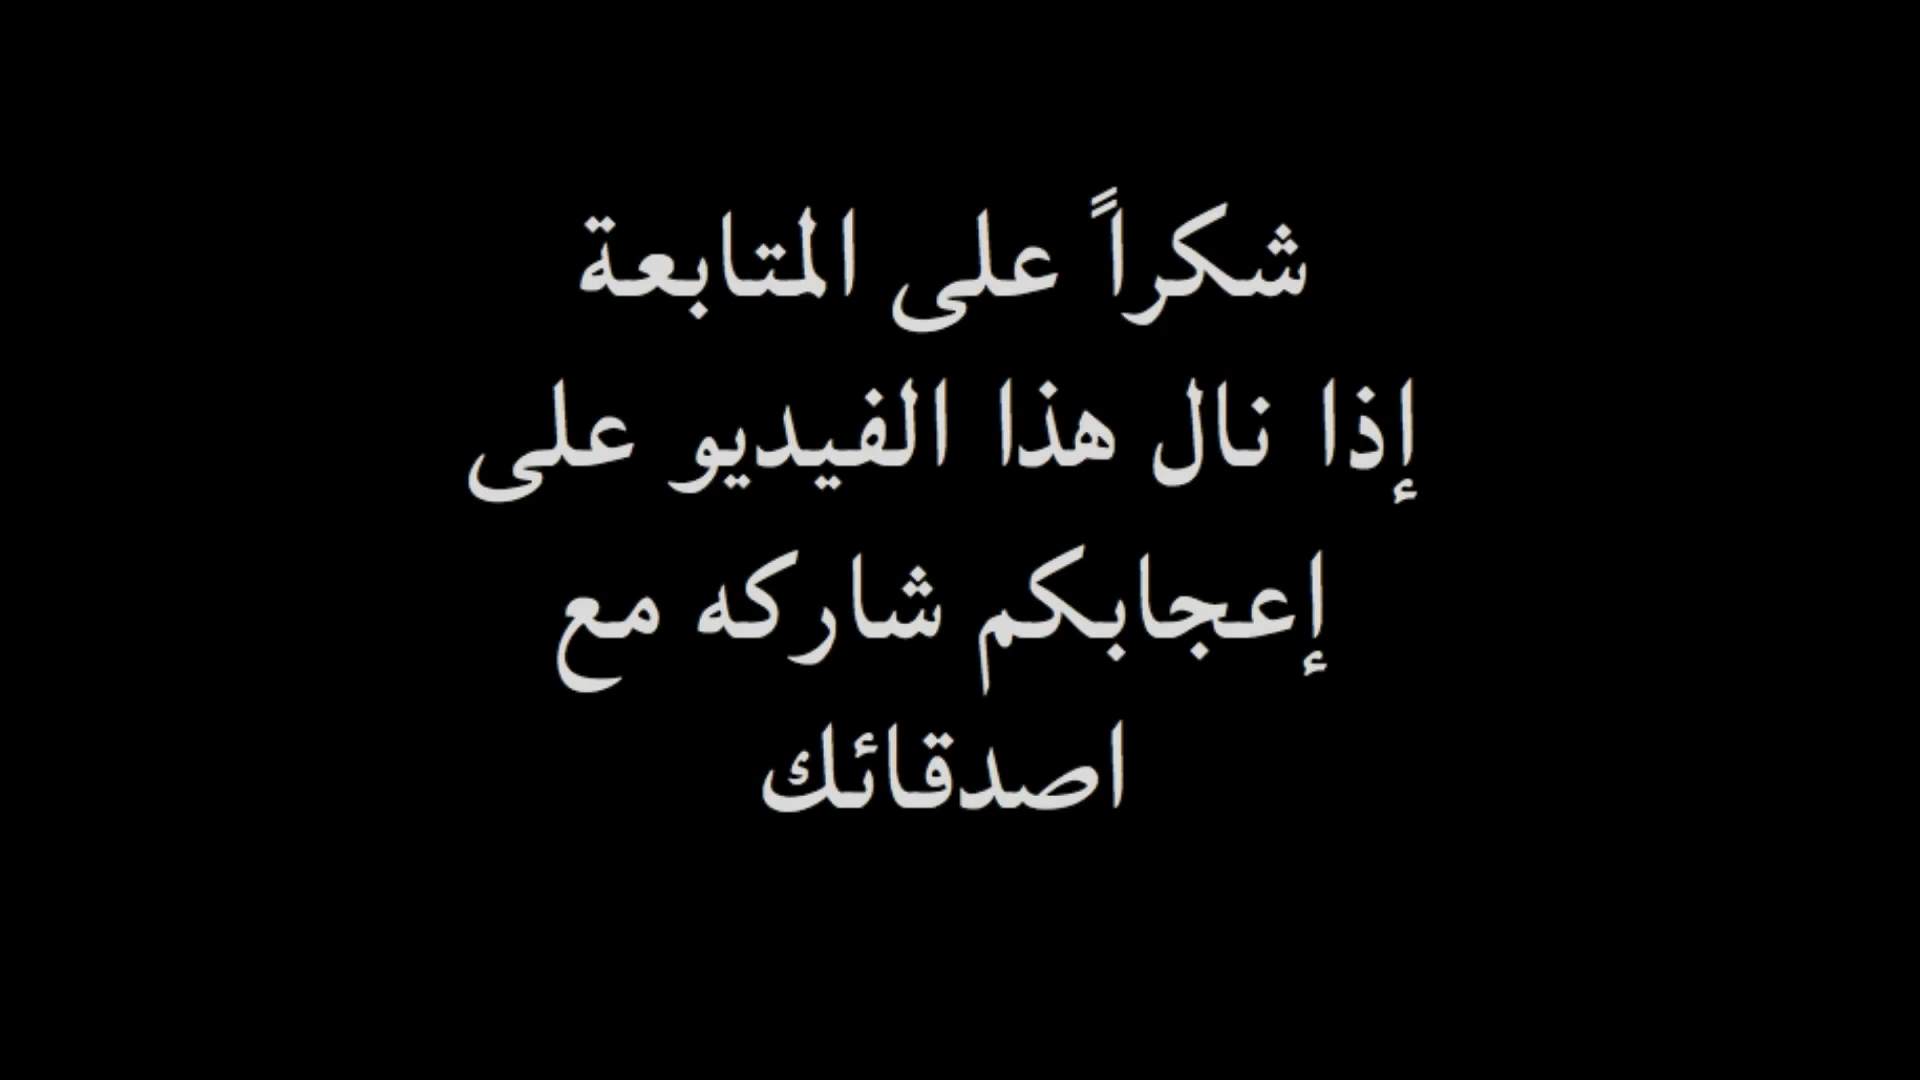 شكراً على المتابعة
إذا نال هذا الفيديو على
إعجابكم شاركه مع
اصدقائك